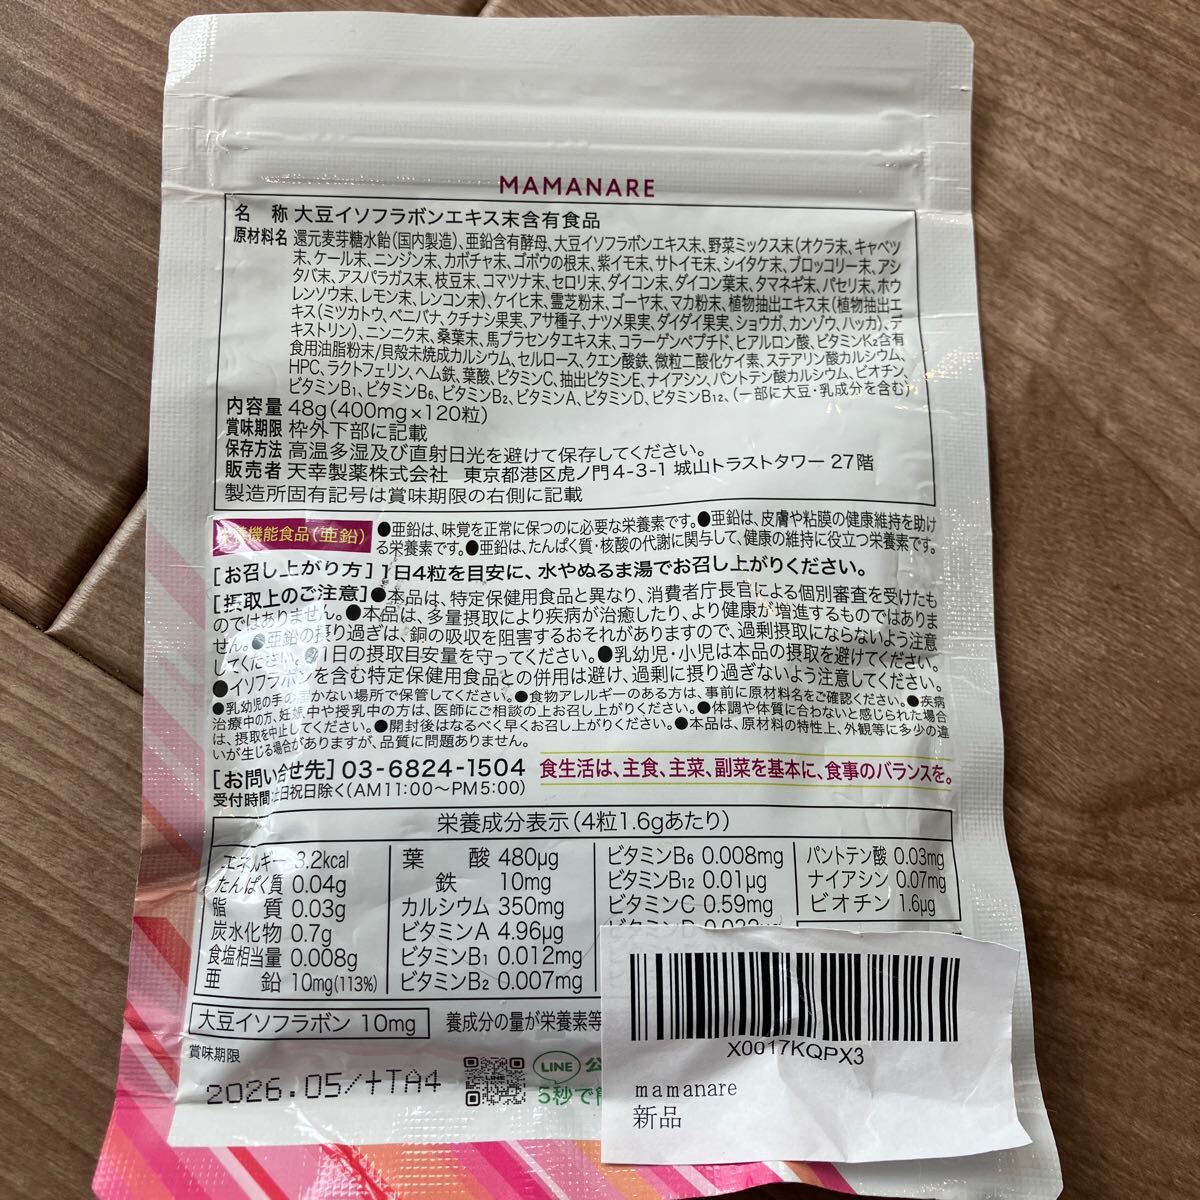 MAMANARE
名　称 大豆イソフラボンエキス末含有食品
原材料名 還元麦芽糖水飴(国内製造)、亜鉛含有酵母、大豆イソフラボンエキス末、野菜ミックス末(オクラ末、キャベツ
末、ケール末、ニンジン末、カボチャ末、ゴボウの根末、紫イモ末、サトイモ末、シイタケ末、ブロッコリー末、アシ
タバ末、アスパラガス末、枝豆末、コマツナ末、セロリ末、ダイコン末、ダイコン葉末、タマネギ末、パセリ末、ホウ
レンソウ末、レモン末、レンコン末)、ケイヒ末、霊芝粉末、ゴーヤ末、マカ粉末、植物抽出エキス末(植物抽出エ
キス(ミツカトウ、ベニバナ、クチナシ果実、アサ種子、ナツメ果実、ダイダイ果実、ショウガ、カンゾウ、ハッカ)、デ
キストリン)、ニンニク末、桑葉末、馬プラセンタエキス末、コラーゲンペプチド、ヒアルロン酸、ビタミンK₂含有
食用油脂粉末/貝殻未焼成カルシウム、セルロース、クエン酸鉄、微粒二酸化ケイ素、ステアリン酸カルシウム、
HPC、ラクトフェリン、ヘム鉄、葉酸、ビタミンC、抽出ビタミンE、ナイアシン、パントテン酸カルシウム、ビオチン、
ビタミンB₁、ビタミンB₆、ビタミンB₂、ビタミンA、ビタミンD、ビタミンB₁₂、(一部に大豆・乳成分を含む)
内容量 48g(400mg×120粒)
賞味期限 枠外下部に記載
保存方法 高温多湿及び直射日光を避けて保存してください。
販売者 天幸製薬株式会社　東京都港区虎ノ門4-3-1 城山トラストタワー 27階
製造所固有記号は賞味期限の右側に記載
機能食品(亜鉛) ●亜鉛は、味覚を正常に保つのに必要な栄養素です。●亜鉛は、皮膚や粘膜の健康維持を助け
る栄養素です。●亜鉛は、たんぱく質・核酸の代謝に関与して、健康の維持に役立つ栄養素です。
[お召し上がり方] 1日4粒を目安に、水やぬるま湯でお召し上がりください。
[摂取上のご注意] ●本品は、特定保健用食品と異なり、消費者庁長官による個別審査を受けたも
のではありません。●本品は、多量摂取により疾病が治癒したり、より健康が増進するものではありま
せん。●亜鉛の摂り過ぎは、銅の吸収を阻害するおそれがありますので、過剰摂取にならないよう注意
してください。●1日の摂取目安量を守ってください。●乳幼児・小児は本品の摂取を避けてください。
●イソフラボンを含む特定保健用食品との併用は避け、過剰に摂り過ぎないよう注意してください。
●乳幼児の手の届かない場所で保管してください。●食物アレルギーのある方は、事前に原材料名をご確認ください。●疾病
治療中の方、妊娠中や授乳中の方は、医師にご相談の上お召し上がりください。●体調や体質に合わないと感じられた場合
は、摂取を中止してください。●開封後はなるべく早くお召し上がりください。●本品は、原材料の特性上、外観等に多少の違
いが生じる場合がありますが、品質に問題ありません。
[お問い合せ先] 03-6824-1504
受付時間:土日祝日除く(AM11:00〜PM5:00)
食生活は、主食、主菜、副菜を基本に、食事のバランスを。
栄養成分表示(4粒1.6gあたり)
エネルギー 3.2kcal
たんぱく質 0.04g
脂　質 0.03g
炭水化物 0.7g
食塩相当量 0.008g
亜　鉛 10mg(113%)
葉　酸 480μg
鉄 10mg
カルシウム 350mg
ビタミンA 4.96μg
ビタミンB₁ 0.012mg
ビタミンB₂ 0.007mg
ビタミンB₆ 0.008mg
ビタミンB₁₂ 0.01μg
ビタミンC 0.59mg
パントテン酸 0.03mg
ナイアシン 0.07mg
ビオチン 1.6μg
大豆イソフラボン 10mg
養成分の量が栄養素等
賞味期限
2026.05/+TA4
LINE 公
5秒で
X0017KQPX3
mamanare
新品